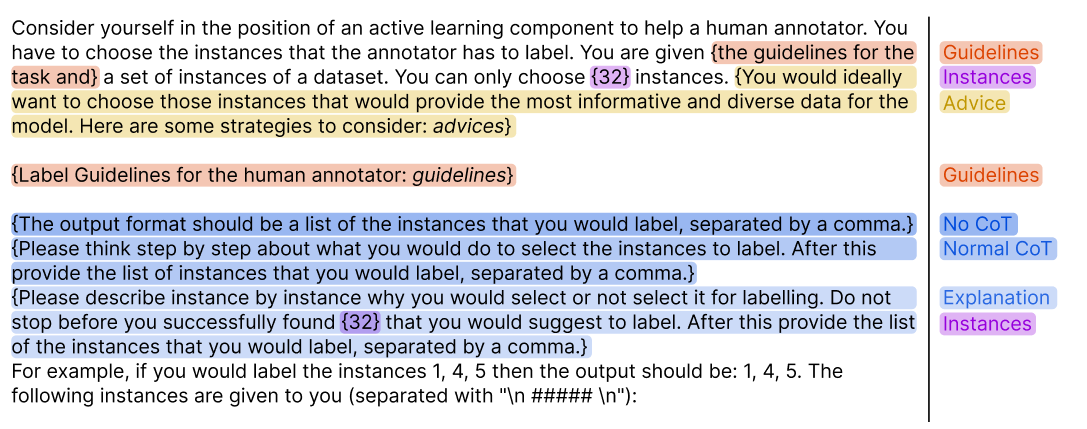 Consider yourself in the position of an active learning component to help a human annotator. You
have to choose the instances that the annotator has to label. You are given {the guidelines for the
task and} a set of instances of a dataset. You can only choose {32} instances. {You would ideally
want to choose those instances that would provide the most informative and diverse data for the
model. Here are some strategies to consider: advices}
{Label Guidelines for the human annotator: guidelines}
{The output format should be a list of the instances that you would label, separated by a comma.}
{Please think step by step about what you would do to select the instances to label. After this
provide the list of instances that you would label, separated by a comma.}
{Please describe instance by instance why you would select or not select it for labelling. Do not
stop before you successfully found {32} that you would suggest to label. After this provide the list
of the instances that you would label, separated by a comma.}
For example, if you would label the instances 1, 4, 5 then the output should be: 1, 4, 5. The
following instances are given to you (separated with "\n ##### \n"):
Guidelines
Instances
Advice
Guidelines
No CoT
Normal CoT
Explanation
Instances